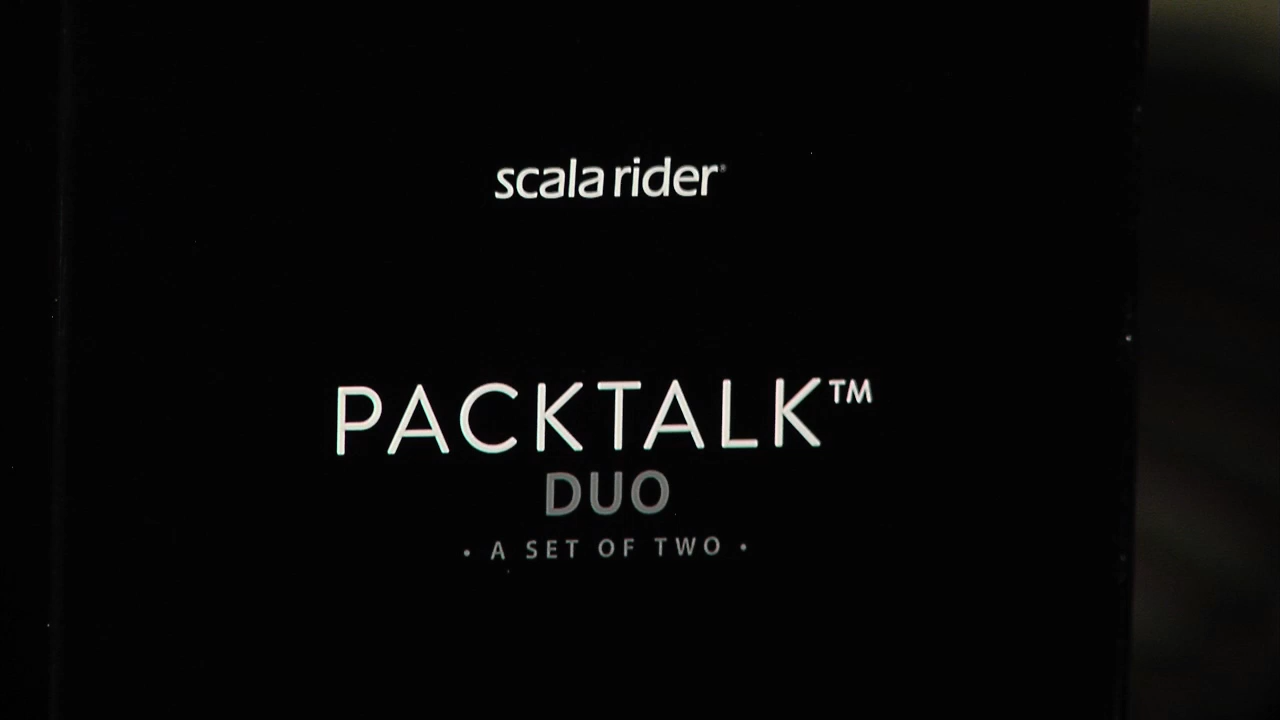 scala rider®
PACKTALK™
DUO
• A SET OF TWO •